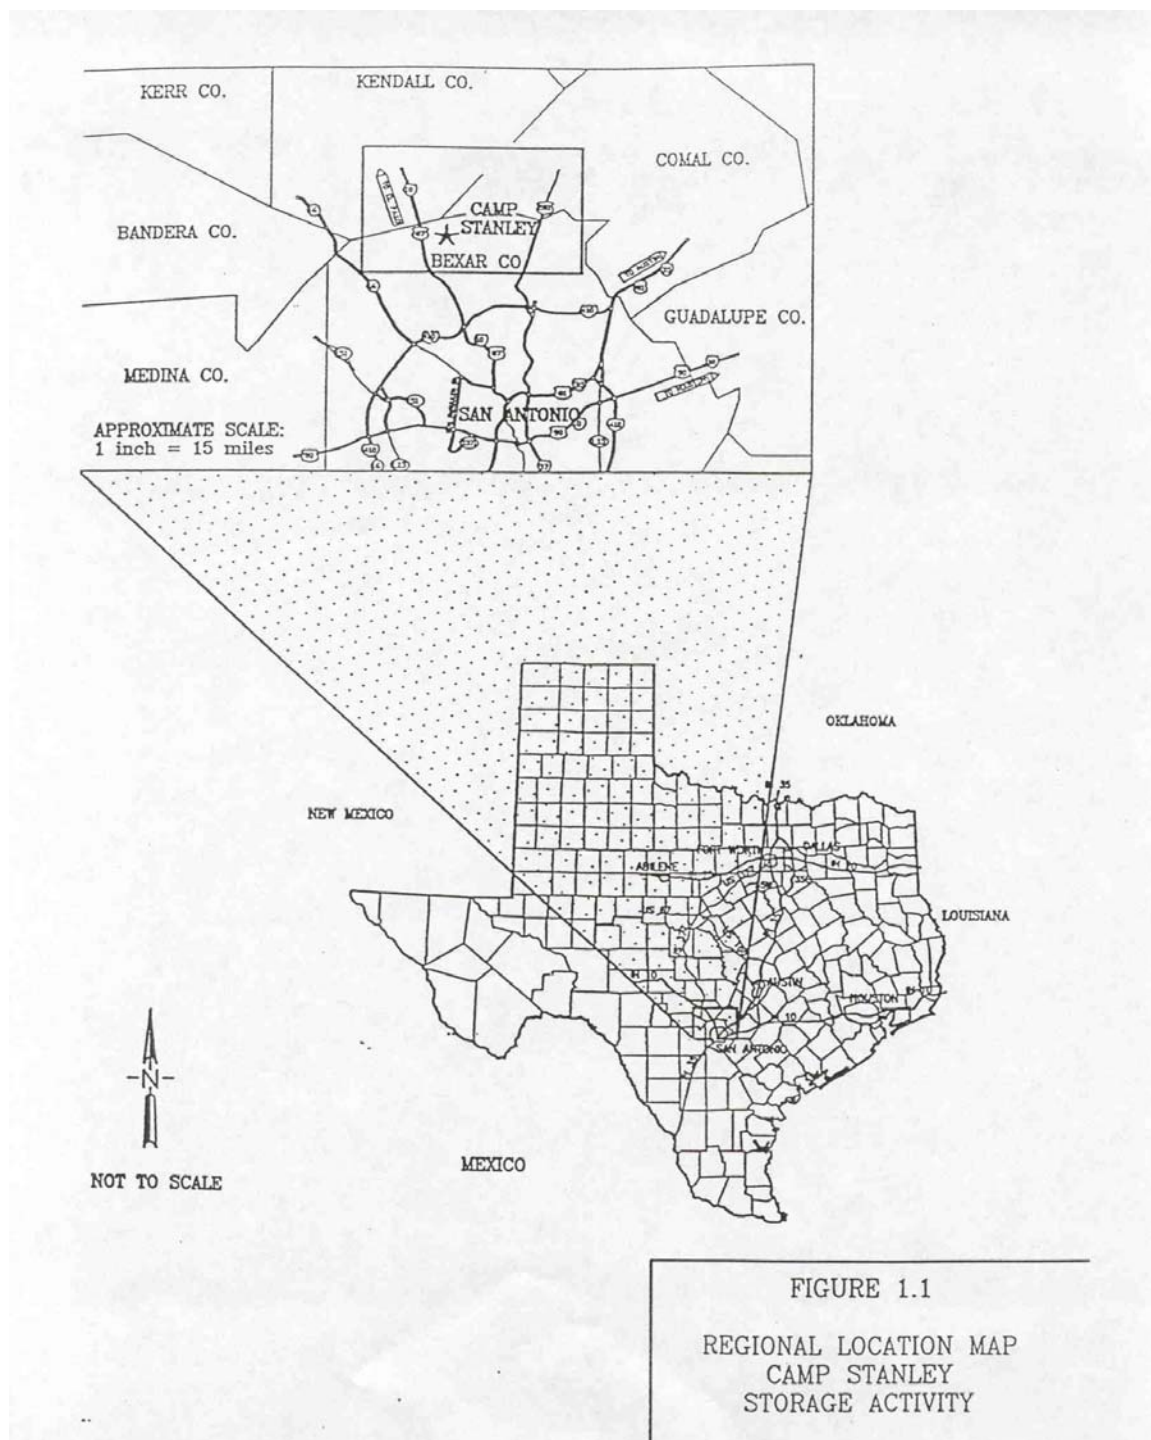 KERR CO.
KENDALL CO.
COMAL CO.
BANDERA CO.
CAMP
STANLEY
BEXAR CO
GUADALUPE CO.
MEDINA CO.
SAN ANTONIO
APPROXIMATE SCALE:
1 inch = 15 miles
OKLAHOMA
NEW MEXICO
35
FORT WORTH
DALLAS
ABILENE
LOUISIANA
AUSTIN
HOUSTON
10
SAN ANTONIO
N
NOT TO SCALE
MEXICO
FIGURE 1.1
REGIONAL LOCATION MAP
CAMP STANLEY
STORAGE ACTIVITY